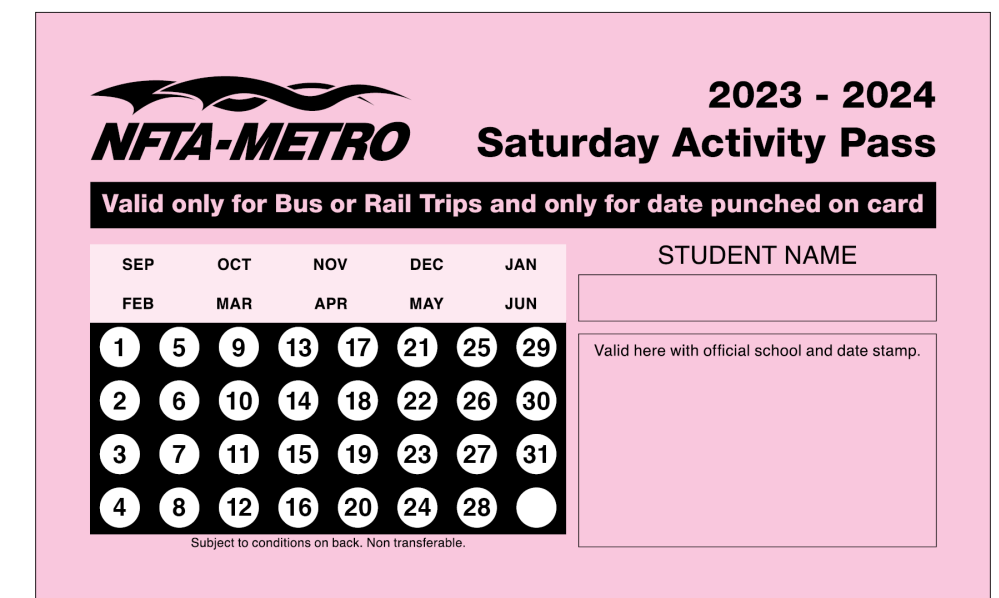 NFTA-METRO
2023 - 2024
Saturday Activity Pass
Valid only for Bus or Rail Trips and only for date punched on card
SEP OCT NOV DEC JAN
FEB MAR APR MAY JUN
1 5 9 13 17 21 25 29
2 6 10 14 18 22 26 30
3 7 11 15 19 23 27 31
4 8 12 16 20 24 28
Subject to conditions on back. Non transferable.
STUDENT NAME
Valid here with official school and date stamp.